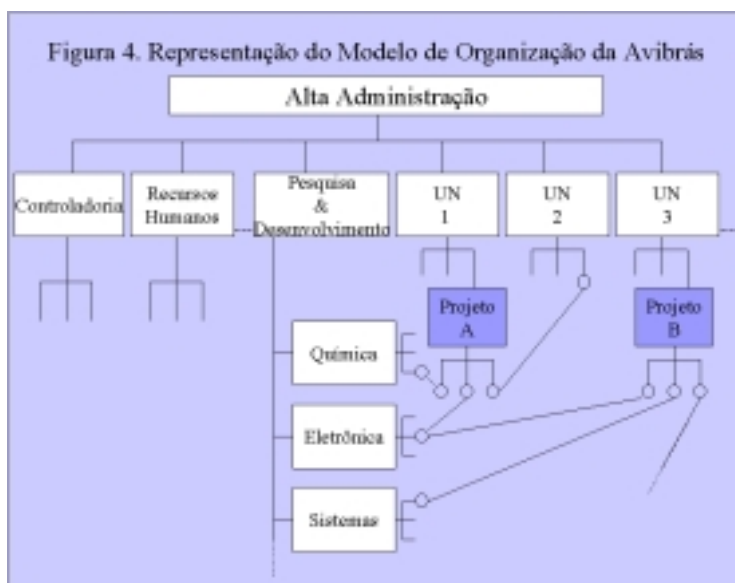 Figura 4. Representação do Modelo de Organização da Avibrás
Alta Administração
Controladoria
Recursos
Humanos
Pesquisa
&
Desenvolvimento
UN
1
UN
2
UN
3
Projeto
A
Projeto
B
Química
Eletrônica
Sistemas